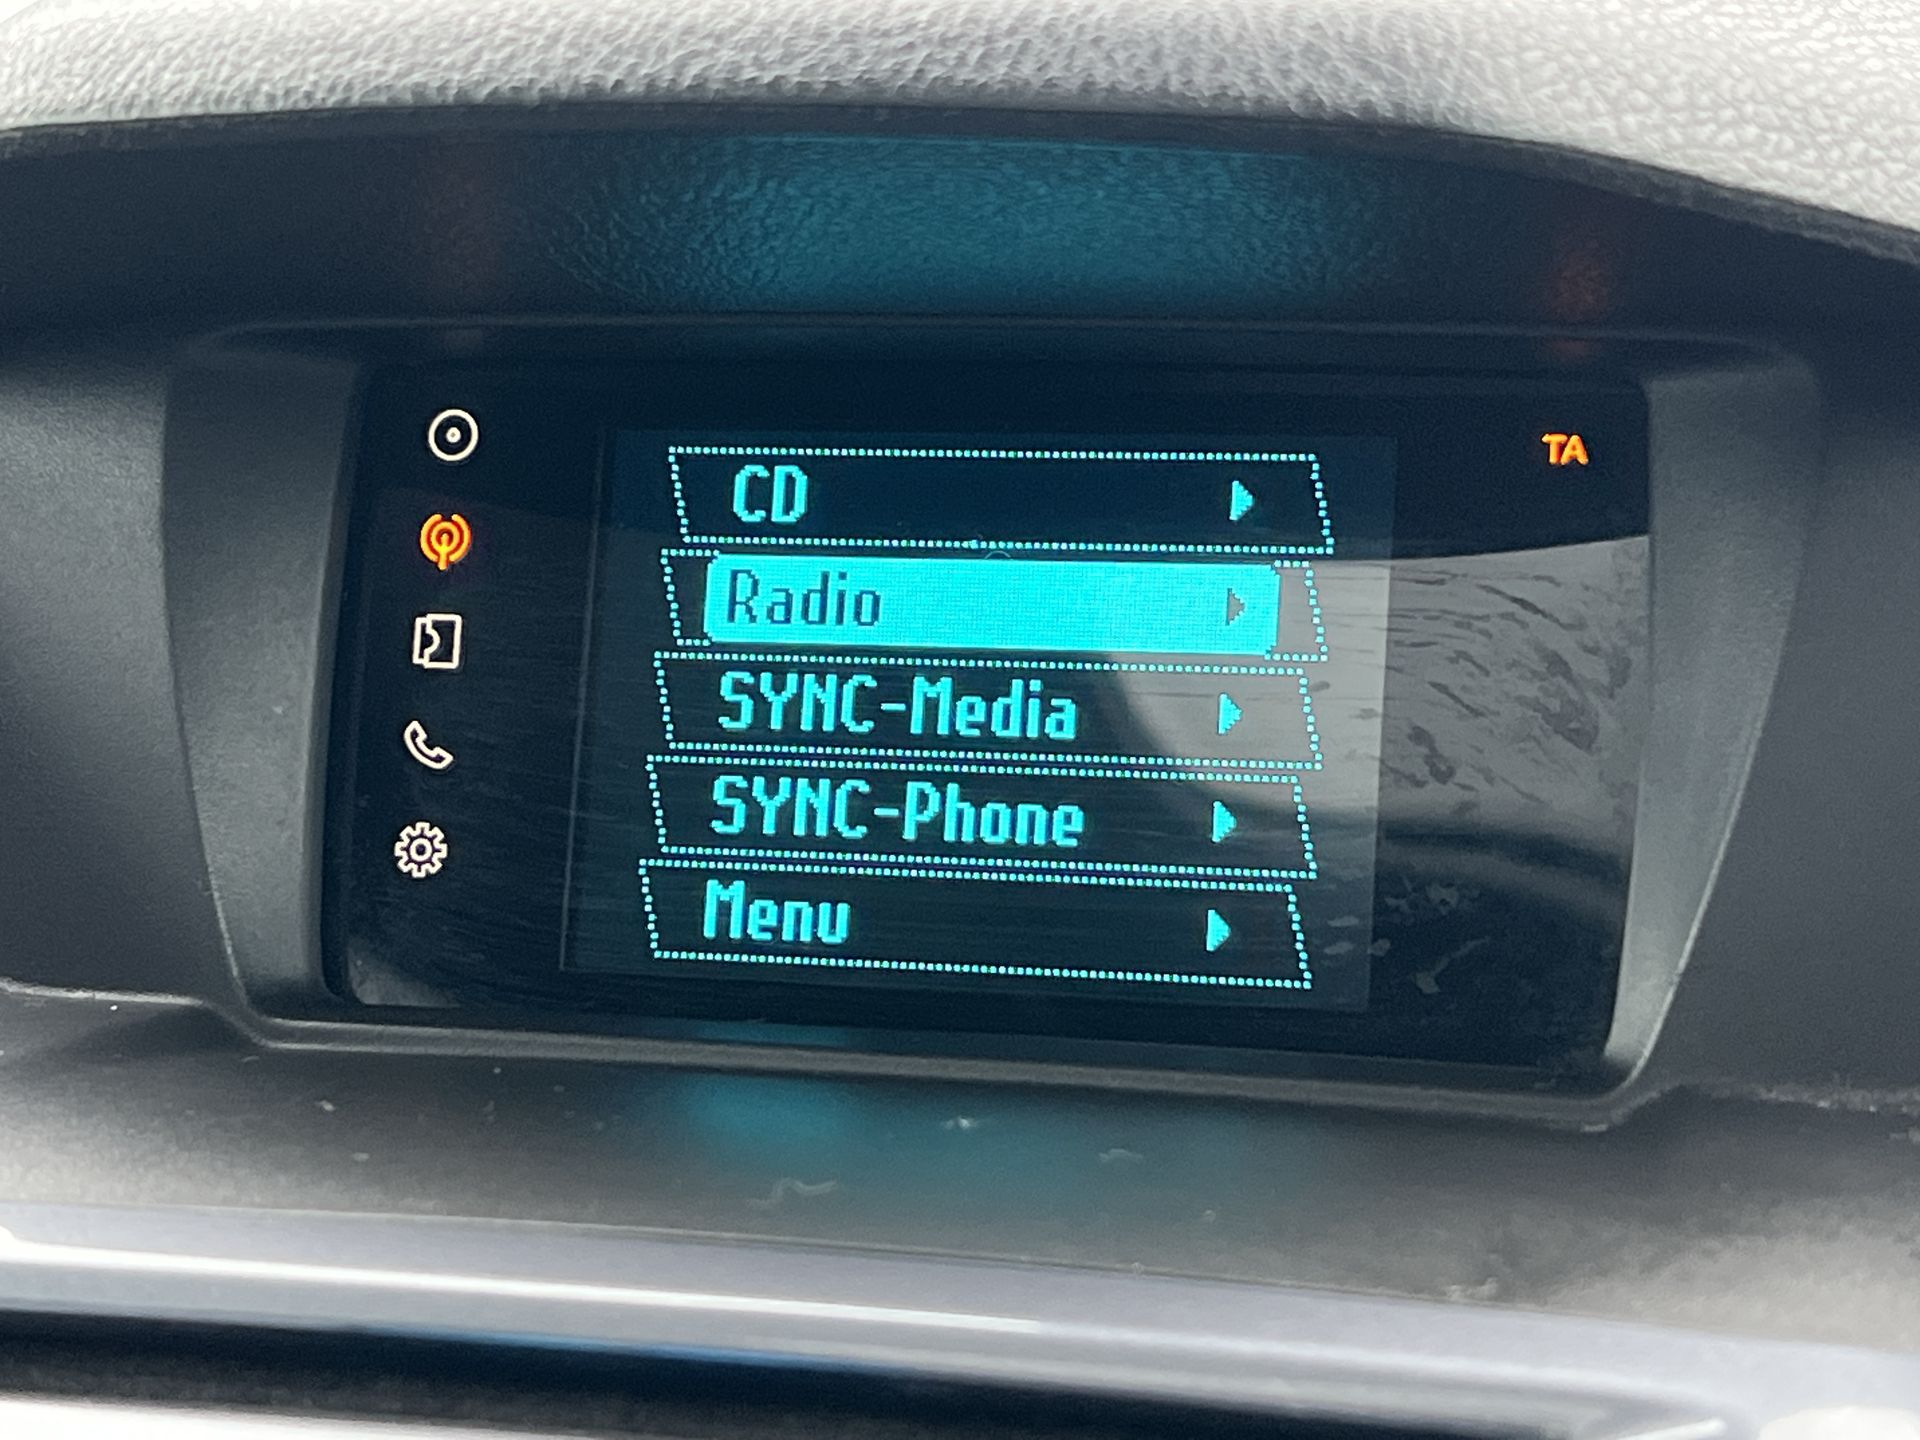 TA
CD
Radio
SYNC-Media
SYNC-Phone
Menu